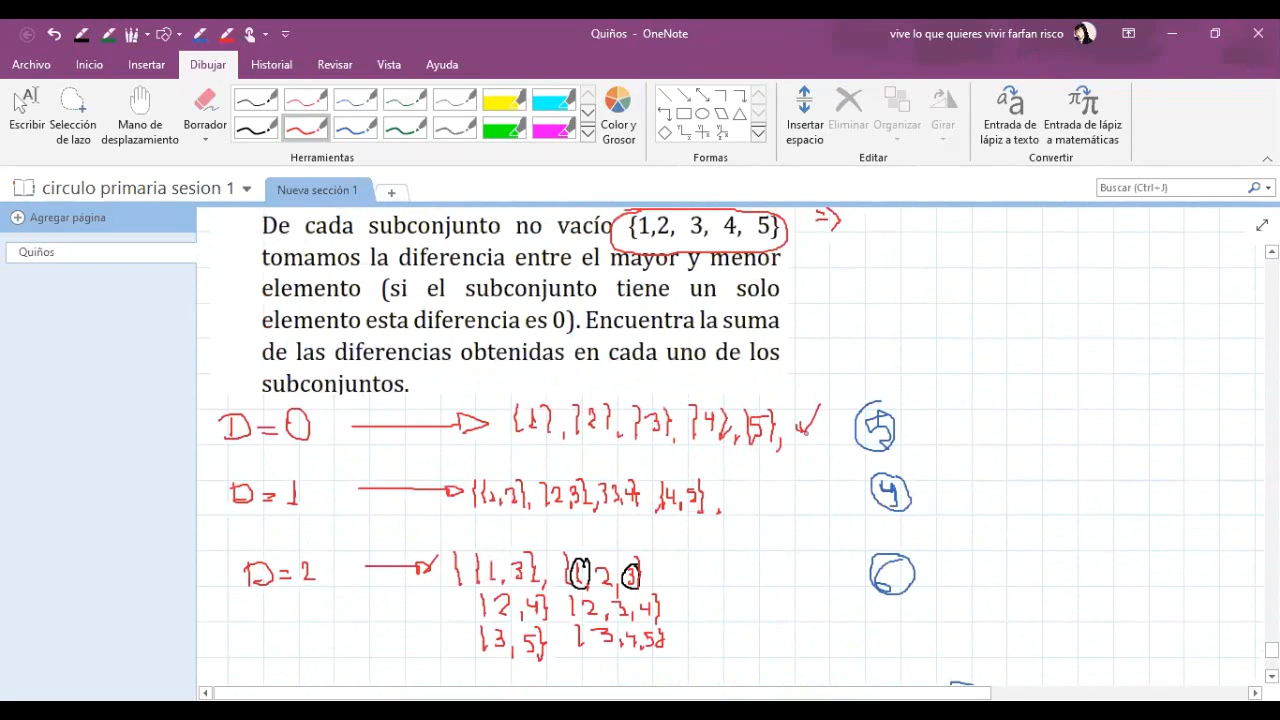 Quiños - OneNote
vive lo que quieres vivir farfan risco
Archivo Inicio Insertar Dibujar Historial Revisar Vista Ayuda
Escribir Selección de lazo Mano de desplazamiento Borrador Color y Grosor Insertar espacio Eliminar Organizar Girar Entrada de lápiz a texto Entrada de lápiz a matemáticas
Herramientas Formas Editar Convertir
circulo primaria sesion 1 Nueva sección 1 Buscar (Ctrl+J)
Agregar página
Quiños
De cada subconjunto no vacío {1,2, 3, 4, 5} =>
tomamos la diferencia entre el mayor y menor
elemento (si el subconjunto tiene un solo
elemento esta diferencia es 0). Encuentra la suma
de las diferencias obtenidas en cada uno de los
subconjuntos.
D=0 → {1}, {2}, {3}, {4}, {5}, 5
D=1 → {{1,2}, {2,3}, {3,4}, {4,5}, 4
D=2 → { {1,3}, {1,2,3}
{2,4} {2,3,4}
{3,5} {3,4,5}